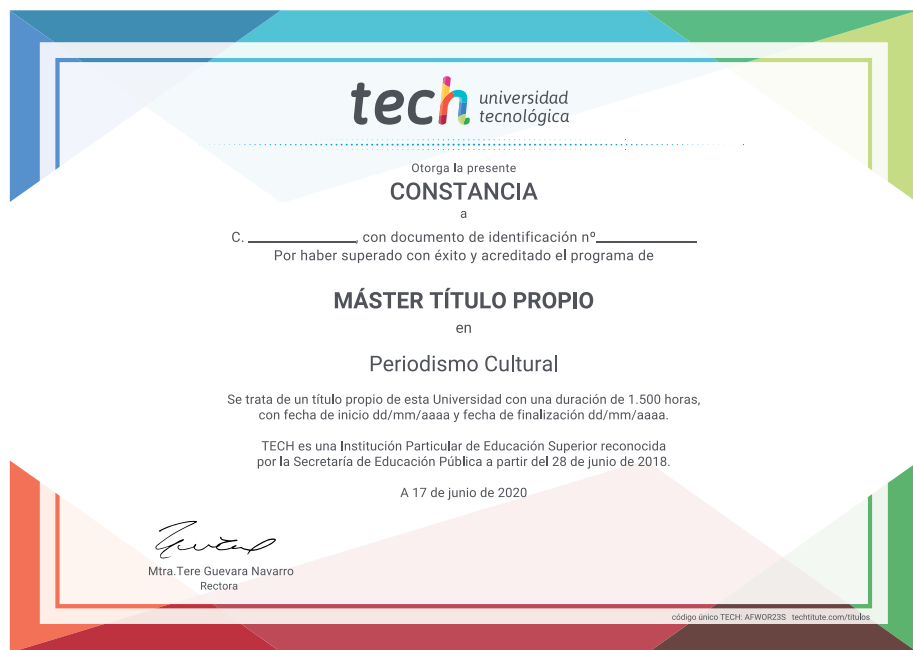 tech universidad
tecnológica
Otorga la presente
CONSTANCIA
a
C. ____________, con documento de identificación nº____________
Por haber superado con éxito y acreditado el programa de
MÁSTER TÍTULO PROPIO
en
Periodismo Cultural
Se trata de un título propio de esta Universidad con una duración de 1.500 horas,
con fecha de inicio dd/mm/aaaa y fecha de finalización dd/mm/aaaa.
TECH es una Institución Particular de Educación Superior reconocida
por la Secretaría de Educación Pública a partir del 28 de junio de 2018.
A 17 de junio de 2020
Mtra.Tere Guevara Navarro
Rectora
código único TECH: AFWOR23S techtitute.com/titulos